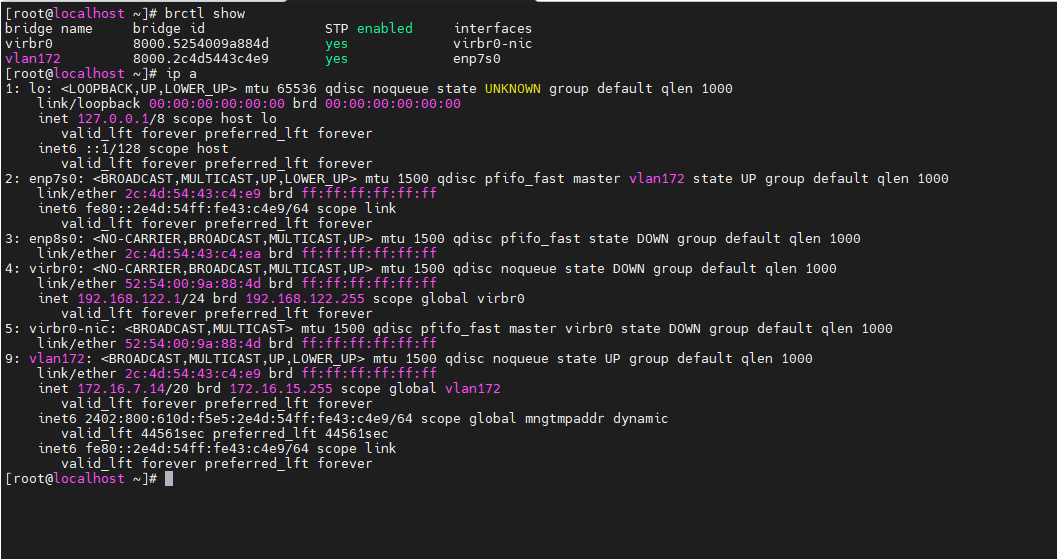 [root@localhost ~]# brctl show
bridge name     bridge id               STP enabled     interfaces
virbr0          8000.5254009a884d       yes             virbr0-nic
vlan172         8000.2c4d5443c4e9       yes             enp7s0
[root@localhost ~]# ip a
1: lo: <LOOPBACK,UP,LOWER_UP> mtu 65536 qdisc noqueue state UNKNOWN group default qlen 1000
    link/loopback 00:00:00:00:00:00 brd 00:00:00:00:00:00
    inet 127.0.0.1/8 scope host lo
       valid_lft forever preferred_lft forever
    inet6 ::1/128 scope host
       valid_lft forever preferred_lft forever
2: enp7s0: <BROADCAST,MULTICAST,UP,LOWER_UP> mtu 1500 qdisc pfifo_fast master vlan172 state UP group default qlen 1000
    link/ether 2c:4d:54:43:c4:e9 brd ff:ff:ff:ff:ff:ff
    inet6 fe80::2e4d:54ff:fe43:c4e9/64 scope link
       valid_lft forever preferred_lft forever
3: enp8s0: <NO-CARRIER,BROADCAST,MULTICAST,UP> mtu 1500 qdisc pfifo_fast state DOWN group default qlen 1000
    link/ether 2c:4d:54:43:c4:ea brd ff:ff:ff:ff:ff:ff
4: virbr0: <NO-CARRIER,BROADCAST,MULTICAST,UP> mtu 1500 qdisc noqueue state DOWN group default qlen 1000
    link/ether 52:54:00:9a:88:4d brd ff:ff:ff:ff:ff:ff
    inet 192.168.122.1/24 brd 192.168.122.255 scope global virbr0
       valid_lft forever preferred_lft forever
5: virbr0-nic: <BROADCAST,MULTICAST> mtu 1500 qdisc pfifo_fast master virbr0 state DOWN group default qlen 1000
    link/ether 52:54:00:9a:88:4d brd ff:ff:ff:ff:ff:ff
9: vlan172: <BROADCAST,MULTICAST,UP,LOWER_UP> mtu 1500 qdisc noqueue state UP group default qlen 1000
    link/ether 2c:4d:54:43:c4:e9 brd ff:ff:ff:ff:ff:ff
    inet 172.16.7.14/20 brd 172.16.15.255 scope global vlan172
       valid_lft forever preferred_lft forever
    inet6 2402:800:610d:f5e5:2e4d:54ff:fe43:c4e9/64 scope global mngtmpaddr dynamic
       valid_lft 44561sec preferred_lft 44561sec
    inet6 fe80::2e4d:54ff:fe43:c4e9/64 scope link
       valid_lft forever preferred_lft forever
[root@localhost ~]#